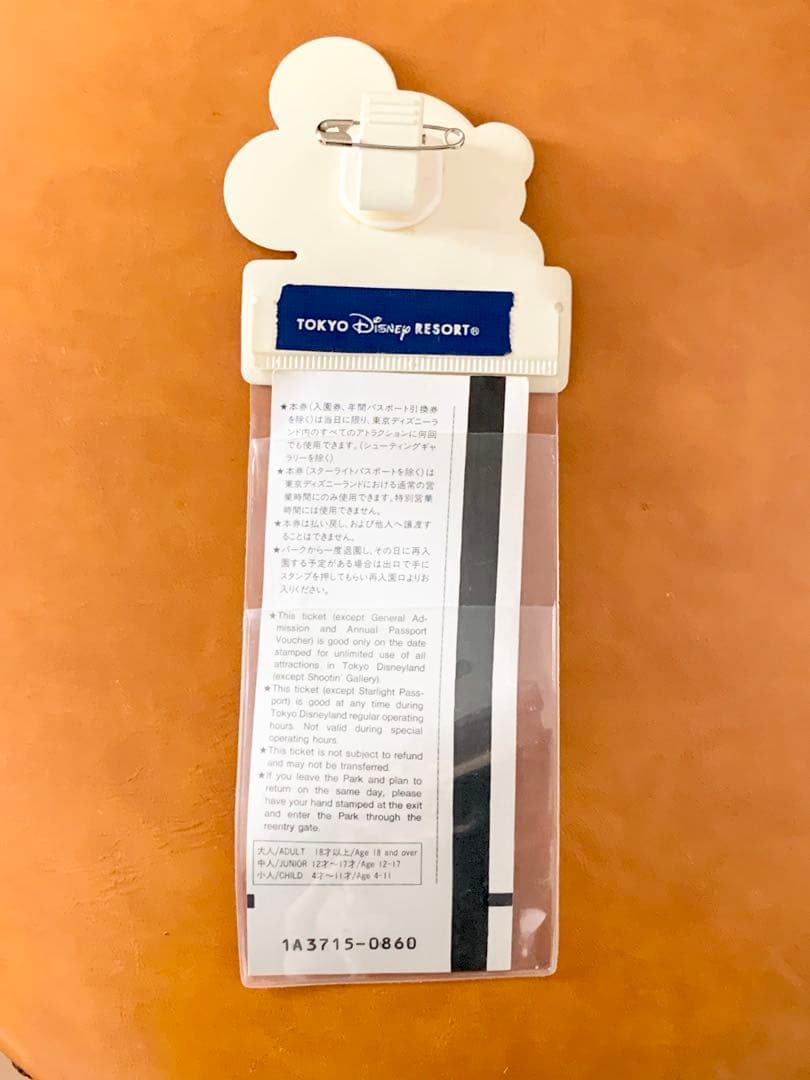 TOKYO Disney RESORT®
★本券(入園券、年間パスポート引換券
を除く)は当日に限り、東京ディズニーラ
ンド内のすべてのアトラクションに何回
でも使用できます。(シューティングギャ
ラリーを除く)
★本券(スターライトパスポートを除く)は
東京ディズニーランドにおける通常の営
業時間にのみ使用できます。特別営業
時間には使用できません。
★本券は払い戻し、および他人へ譲渡す
ることはできません。
★パークから一度退園し、その日に再入
園する予定がある場合は出口で手に
スタンプを押してもらい再入園口よりお
入りください。
★This ticket (except General Ad-
mission and Annual Passport
Voucher) is good only on the date
stamped for unlimited use of all
attractions in Tokyo Disneyland
(except Shootin' Gallery).
★This ticket (except Starlight Pass-
port) is good at any time during
Tokyo Disneyland regular operating
hours. Not valid during special
operating hours.
★This ticket is not subject to refund
and may not be transferred.
★If you leave the Park and plan to
return on the same day, please
have your hand stamped at the exit
and enter the Park through the
reentry gate.
大人/ADULT 18才以上/Age 18 and over
中人/JUNIOR 12才~17才/Age 12-17
小人/CHILD 4才~11才/Age 4-11
1A3715-0860